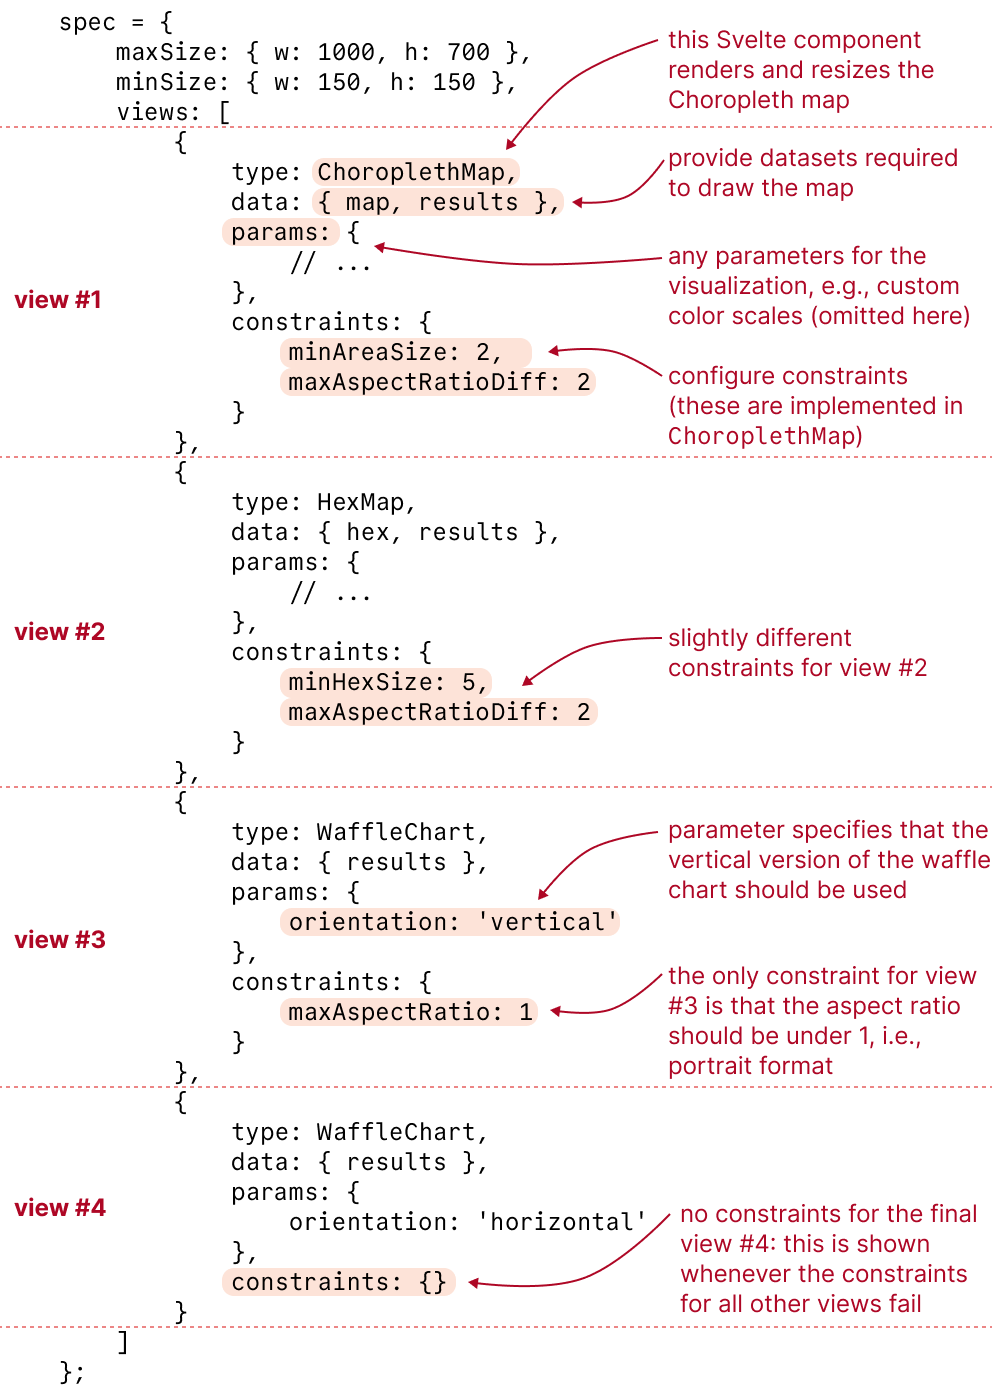 spec = {
maxSize: { w: 1000, h: 700 },
minSize: { w: 150, h: 150 },
views: [
this Svelte component
renders and resizes the
Choropleth map
view #1
{
type: ChoroplethMap,
data: { map, results },
params: {
// ...
},
constraints: {
minAreaSize: 2,
maxAspectRatioDiff: 2
}
},
provide datasets required
to draw the map
any parameters for the
visualization, e.g., custom
color scales (omitted here)
configure constraints
(these are implemented in
ChoroplethMap)
view #2
{
type: HexMap,
data: { hex, results },
params: {
// ...
},
constraints: {
minHexSize: 5,
maxAspectRatioDiff: 2
}
},
slightly different
constraints for view #2
view #3
{
type: WaffleChart,
data: { results },
params: {
orientation: 'vertical'
},
constraints: {
maxAspectRatio: 1
}
},
parameter specifies that the
vertical version of the waffle
chart should be used
the only constraint for view
#3 is that the aspect ratio
should be under 1, i.e.,
portrait format
view #4
{
type: WaffleChart,
data: { results },
params: {
orientation: 'horizontal'
},
constraints: {}
}
no constraints for the final
view #4: this is shown
whenever the constraints
for all other views fail
]
};